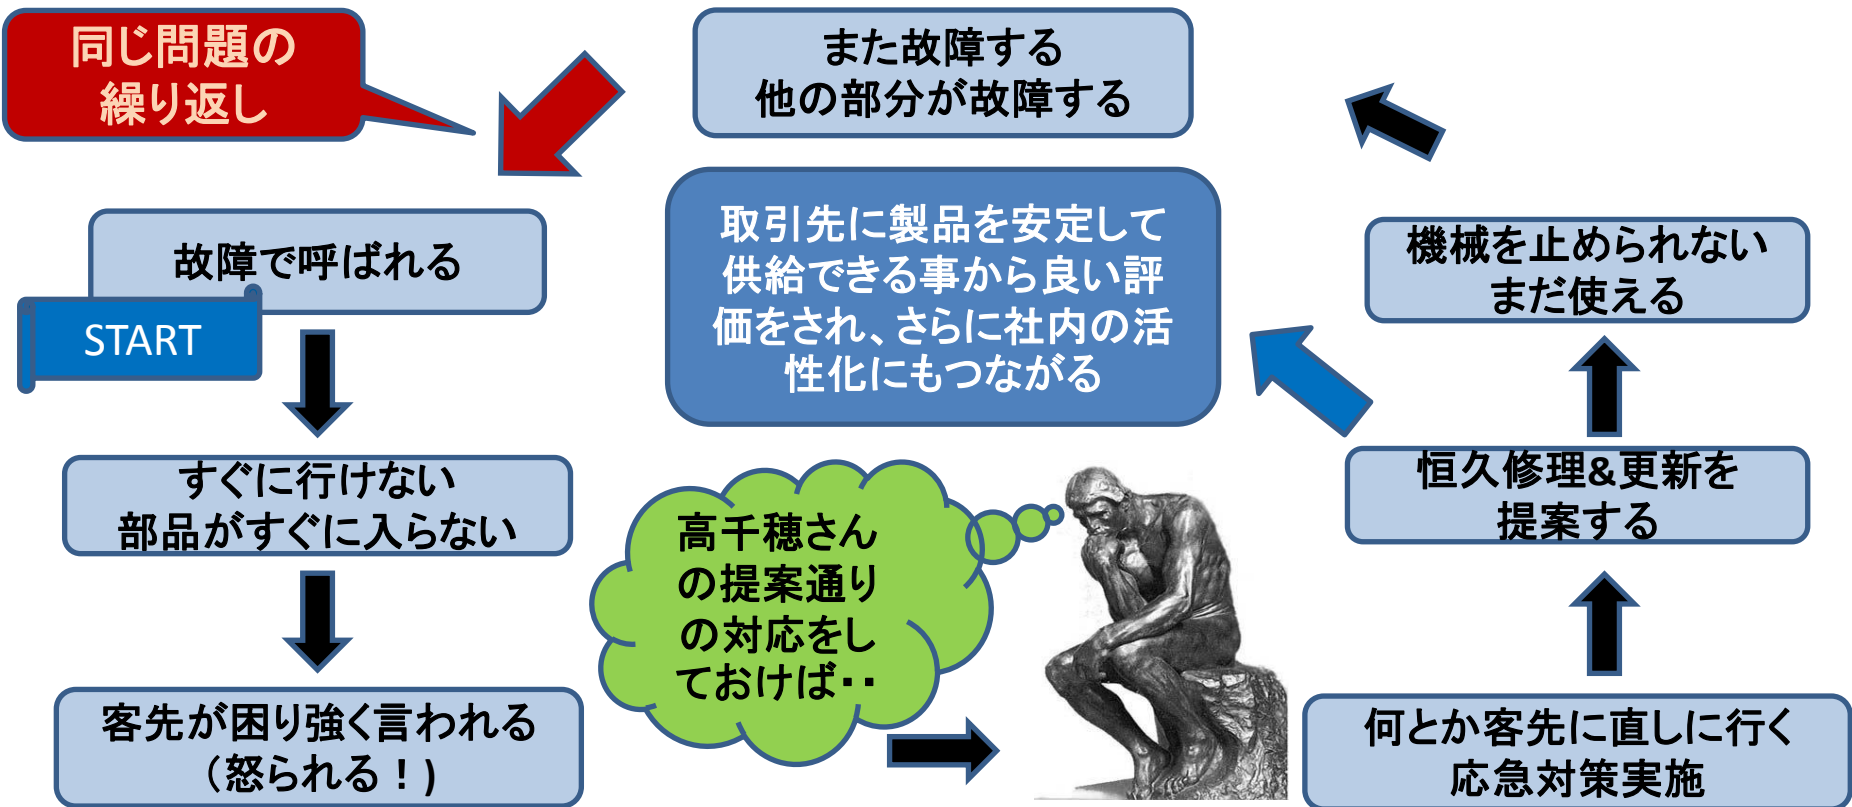 同じ問題の
繰り返し
また故障する
他の部分が故障する
故障で呼ばれる
START
取引先に製品を安定して
供給できる事から良い評
価をされ、さらに社内の活
性化にもつながる
機械を止められない
まだ使える
すぐに行けない
部品がすぐに入らない
高千穂さん
の提案通り
の対応をし
ておけば・・
恒久修理&更新を
提案する
客先が困り強く言われる
（怒られる！)
何とか客先に直しに行く
応急対策実施